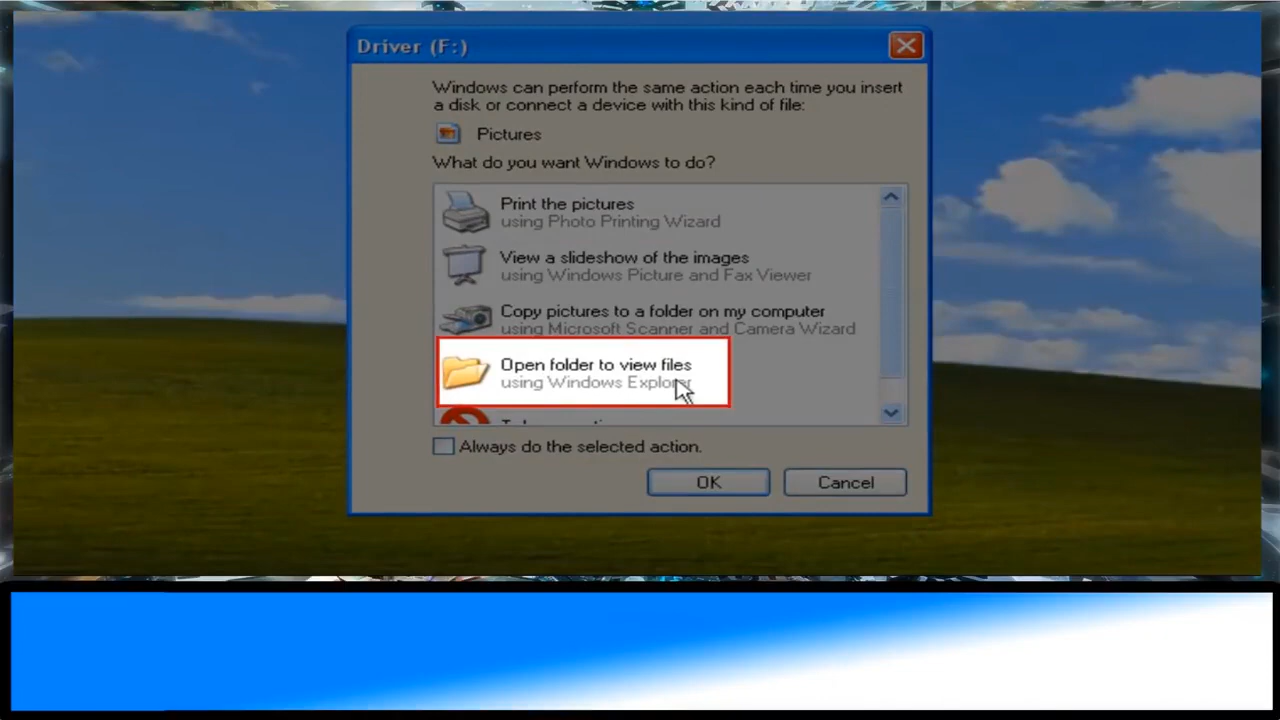 Driver (F:)
Windows can perform the same action each time you insert
a disk or connect a device with this kind of file:
Pictures
What do you want Windows to do?
Print the pictures
using Photo Printing Wizard
View a slideshow of the images
using Windows Picture and Fax Viewer
Copy pictures to a folder on my computer
using Microsoft Scanner and Camera Wizard
Open folder to view files
using Windows Explorer
Always do the selected action.
OK
Cancel